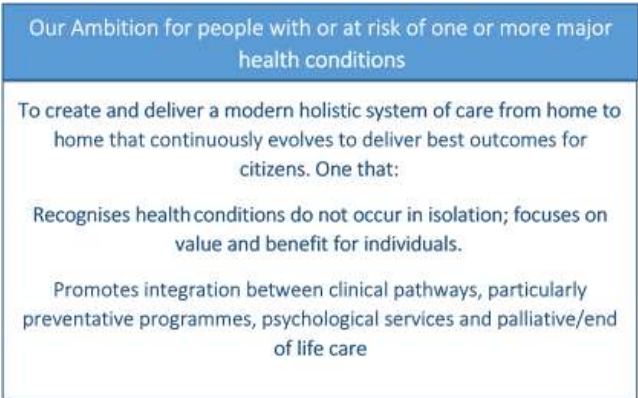 Our Ambition for people with or at risk of one or more major
health conditions
To create and deliver a modern holistic system of care from home to
home that continuously evolves to deliver best outcomes for
citizens. One that:
Recognises health conditions do not occur in isolation; focuses on
value and benefit for individuals.
Promotes integration between clinical pathways, particularly
preventative programmes, psychological services and palliative/end
of life care